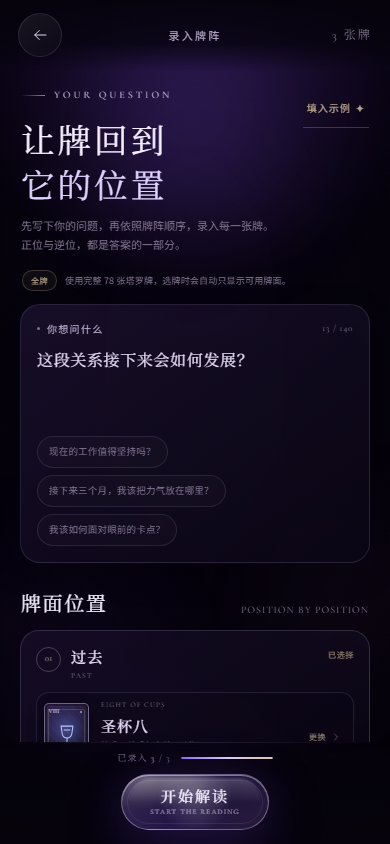 录入牌阵
3 张牌
YOUR QUESTION
填入示例 ✦
让牌回到
它的位置
先写下你的问题，再依照牌阵顺序，录入每一张牌。
正位与逆位，都是答案的一部分。
全牌
使用完整 78 张塔罗牌，选牌时会自动只显示可用牌面。
你想问什么
13 / 140
这段关系接下来会如何发展？
现在的工作值得坚持吗？
接下来三个月，我该把力气放在哪里？
我该如何面对眼前的卡点？
牌面位置
POSITION BY POSITION
01
过去
已选择
PAST
VIII
EIGHT OF CUPS
圣杯八
更换
已录入 3 / 3
开始解读
START THE READING